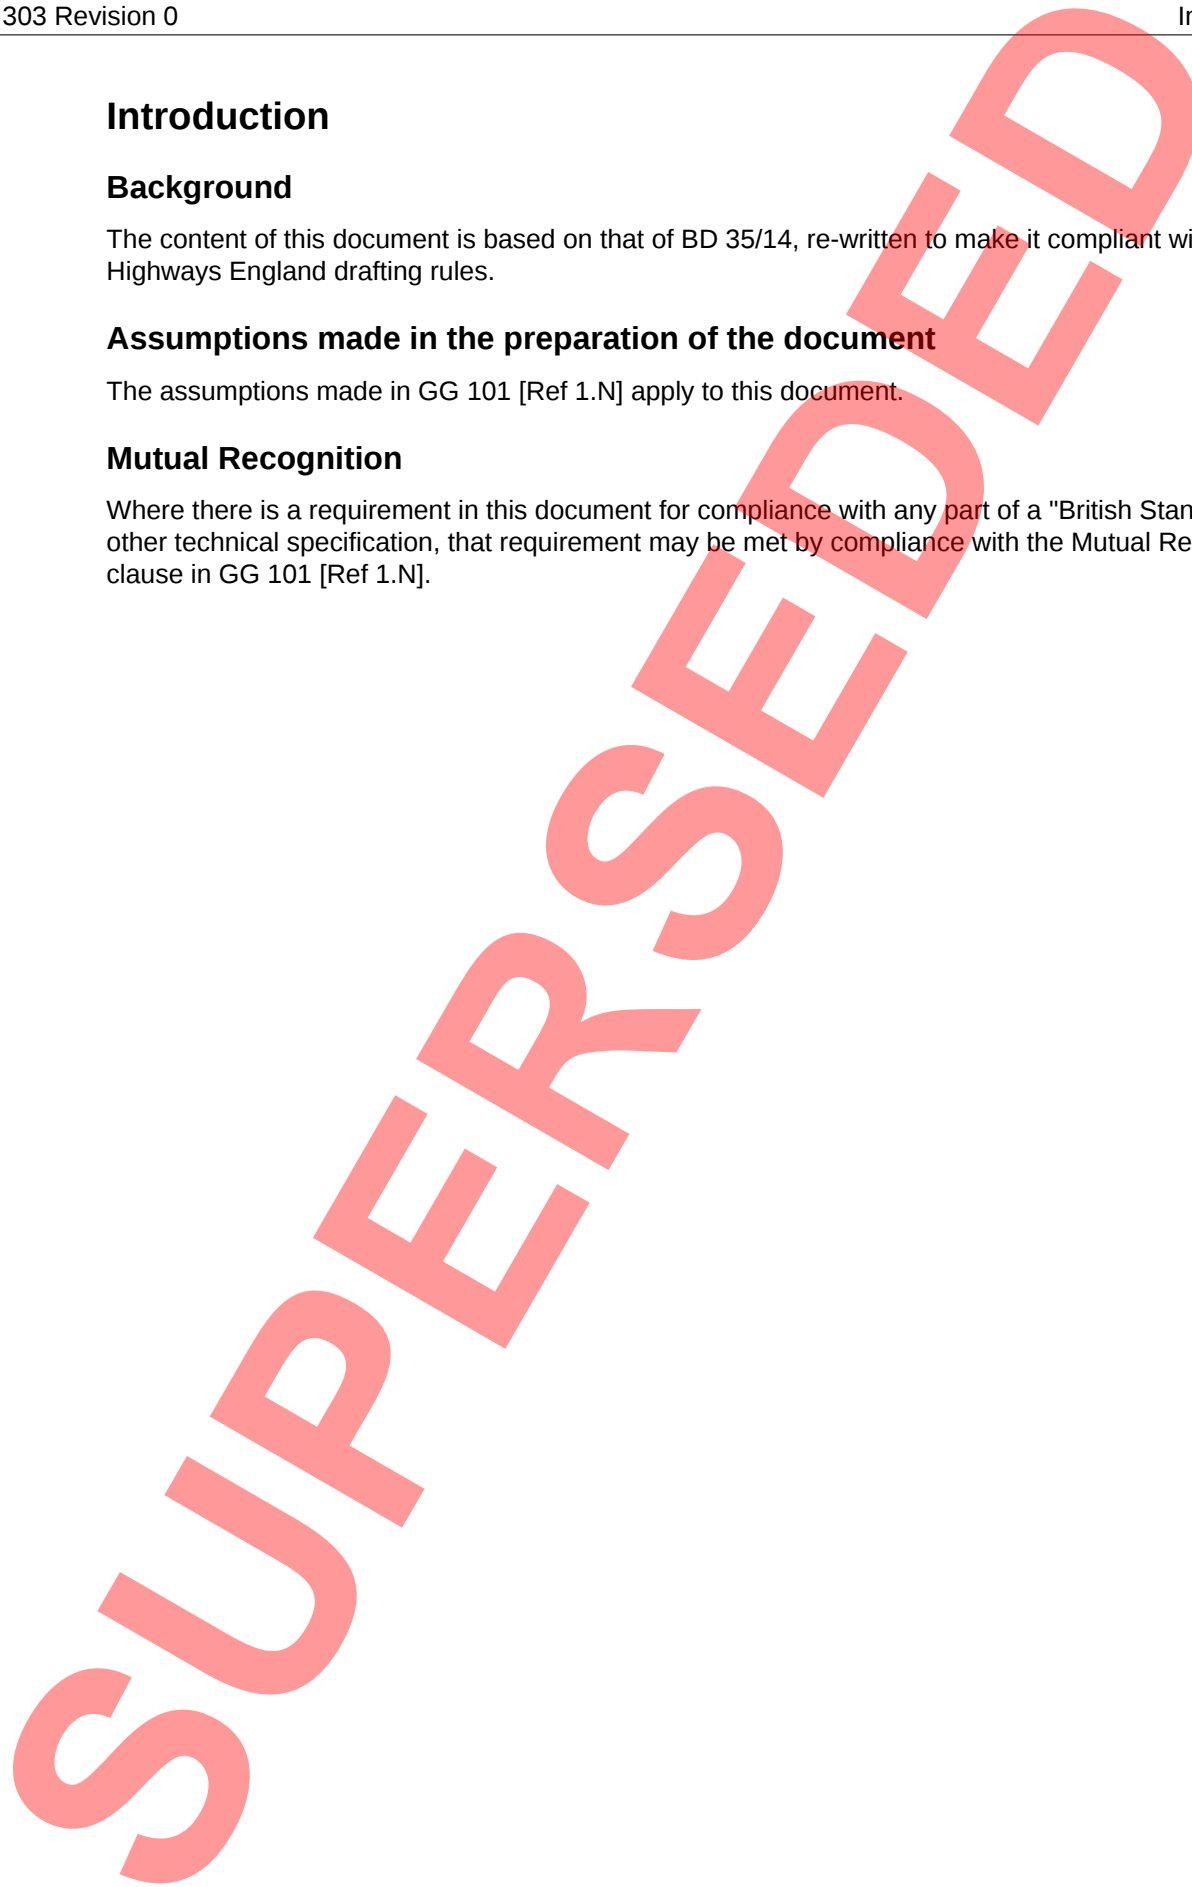 303 Revision 0
Introduction
Background
The content of this document is based on that of BD 35/14, re-written to make it compliant
Highways England drafting rules.
Assumptions made in the preparation of the document
The assumptions made in GG 101 [Ref 1.N] apply to this document.
Mutual Recognition
Where there is a requirement in this document for compliance with any part of a "British
other technical specification, that requirement may be met by compliance with the Mutual
clause in GG 101 [Ref 1.N].
SUPERSEDED